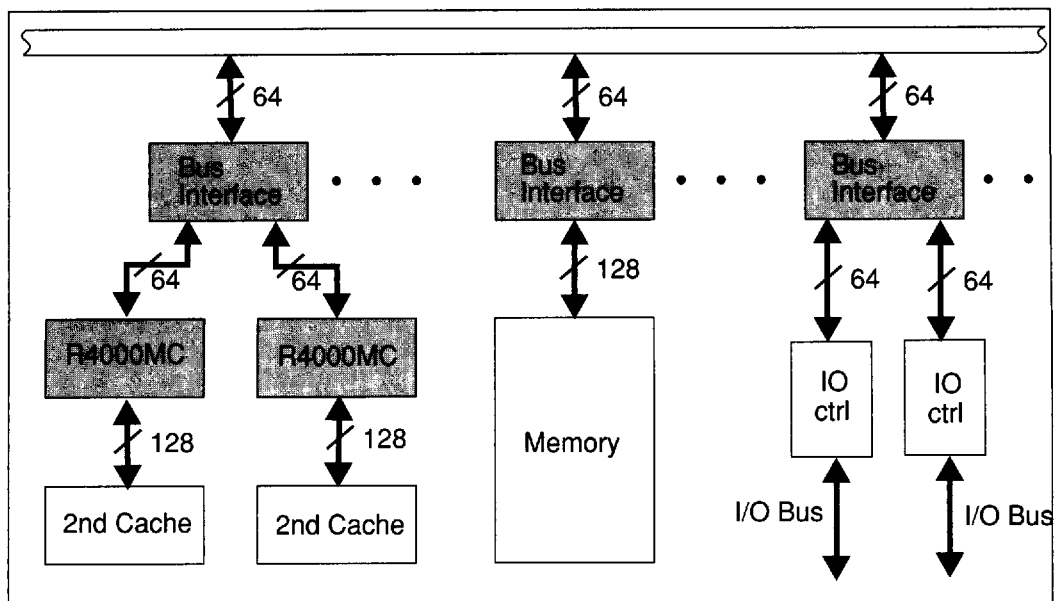 64
64
64
Bus
Interface
Bus
Interface
Bus
Interface
64
64
128
64
64
R4000MC
R4000MC
IO
ctrl
IO
ctrl
128
128
Memory
2nd Cache
2nd Cache
I/O Bus
I/O Bus